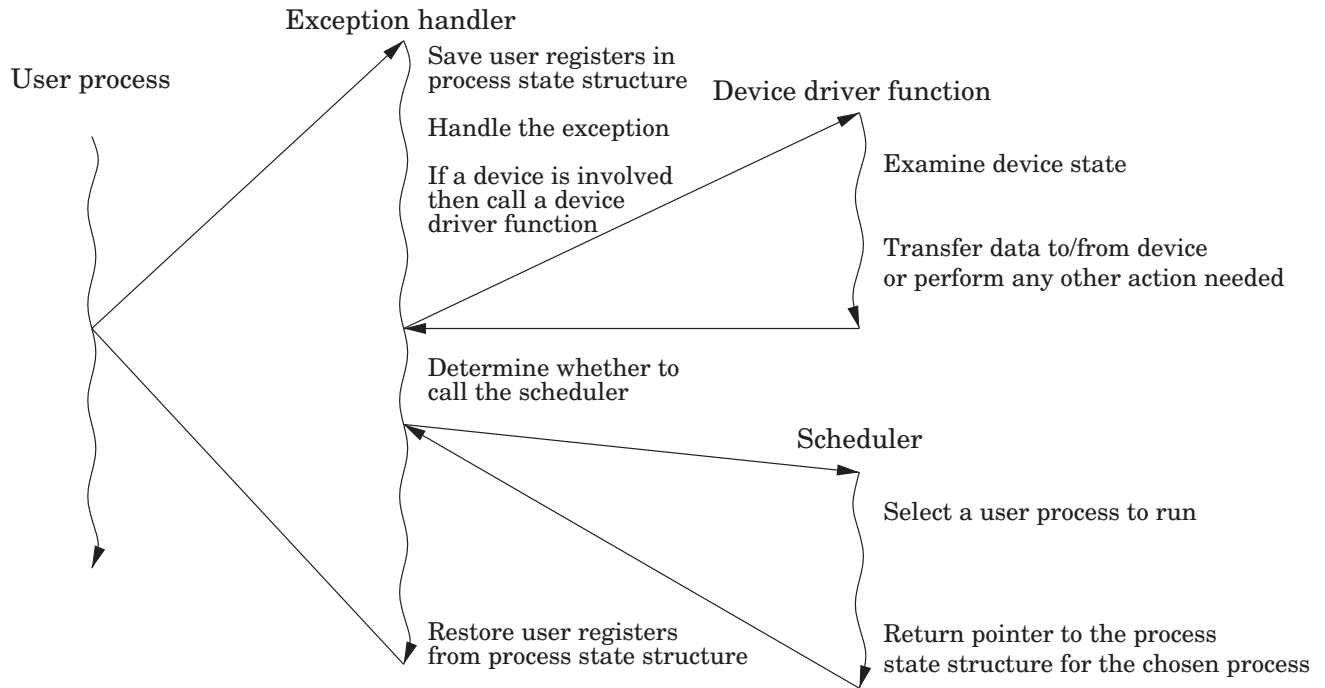 Exception handler
User process
Save user registers in
process state structure
Handle the exception
If a device is involved
then call a device
driver function
Device driver function
Examine device state
Transfer data to/from device
or perform any other action needed
Determine whether to
call the scheduler
Scheduler
Select a user process to run
Return pointer to the process
state structure for the chosen process
Restore user registers
from process state structure